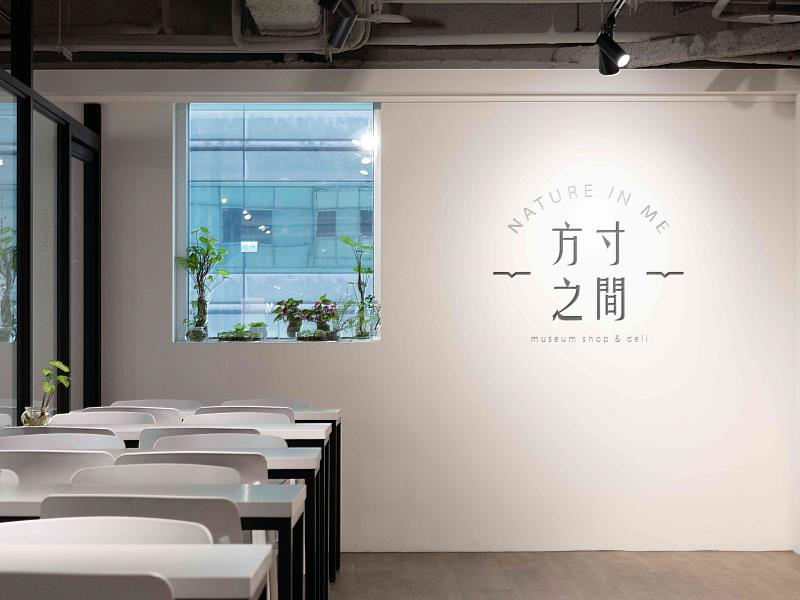 NATURE IN ME
方寸
之間
museum shop & deli